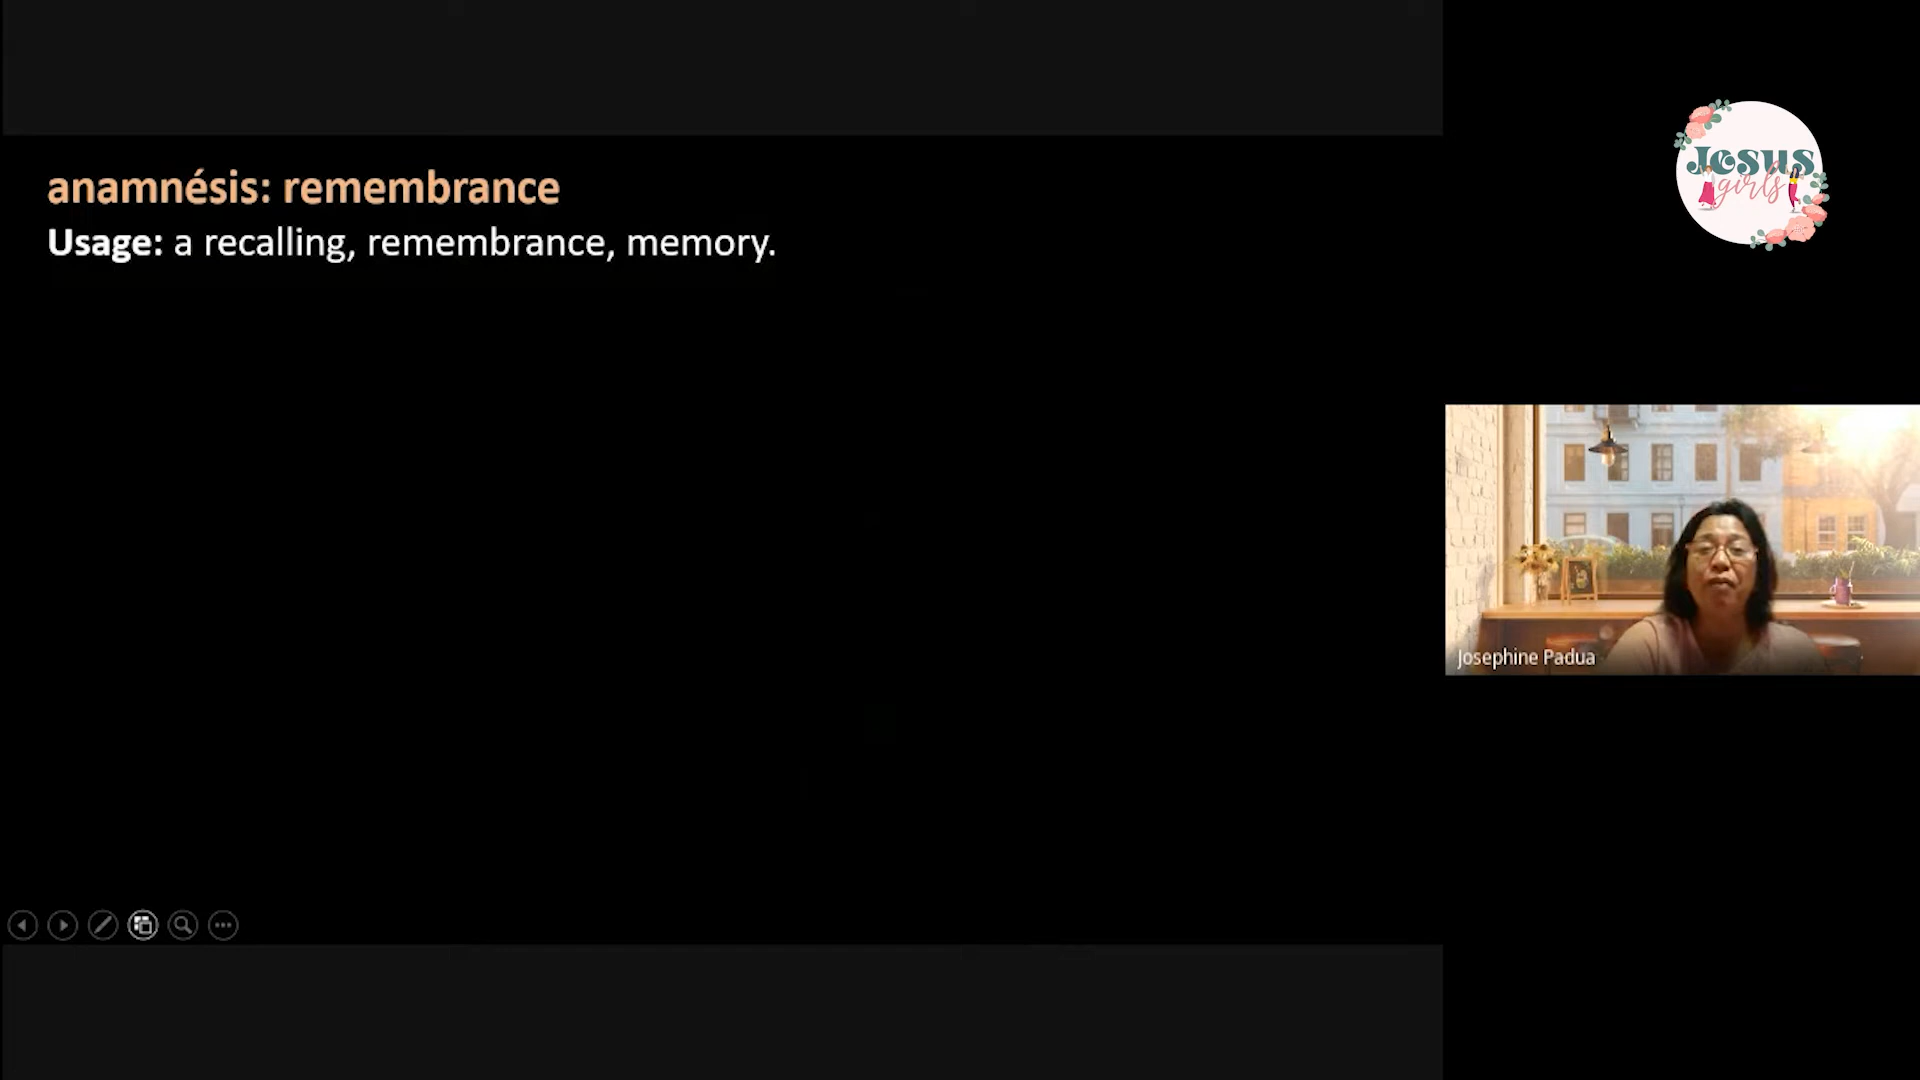 anamnésis: remembrance
Usage: a recalling, remembrance, memory.
Jesus
girls
Josephine Padua